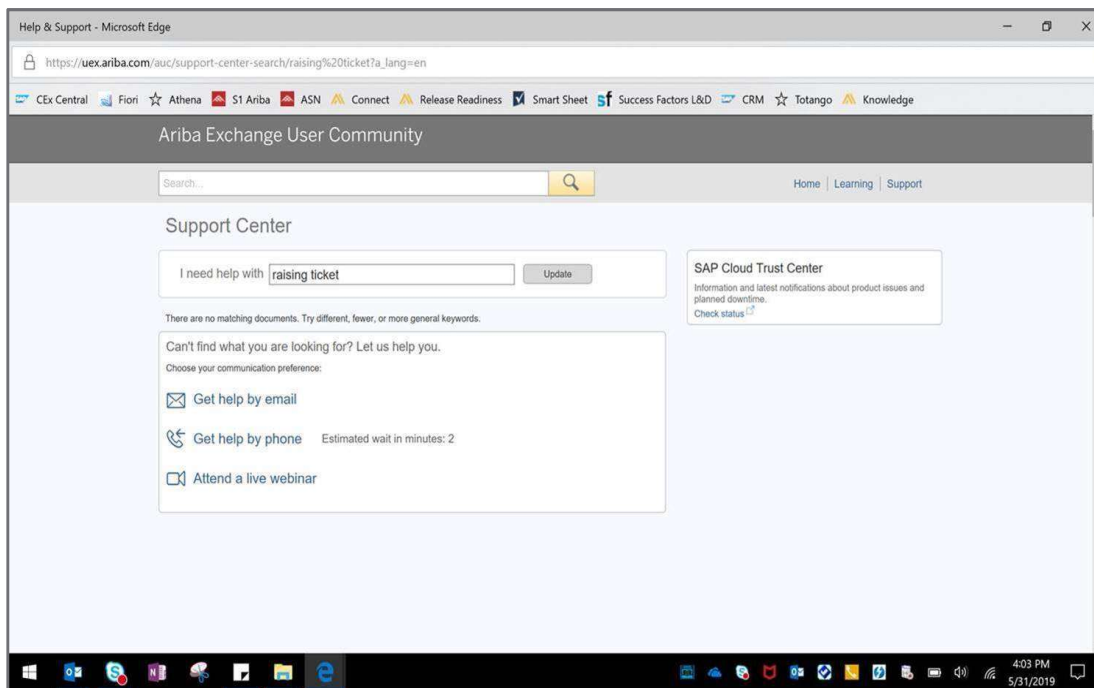 Help & Support - Microsoft Edge
https://uex.ariba.com/auc/support-center-search/raising%20ticket?a_lang=en
CEx Central Fiori Athena S1 Ariba ASN Connect Release Readiness Smart Sheet Success Factors L&D CRM Totango Knowledge
Ariba Exchange User Community
Search...
Home | Learning | Support
Support Center
I need help with raising ticket Update
SAP Cloud Trust Center
Information and latest notifications about product issues and
planned downtime.
Check status
There are no matching documents. Try different, fewer, or more general keywords.
Can't find what you are looking for? Let us help you.
Choose your communication preference:
Get help by email
Get help by phone Estimated wait in minutes: 2
Attend a live webinar
4:03 PM
5/31/2019